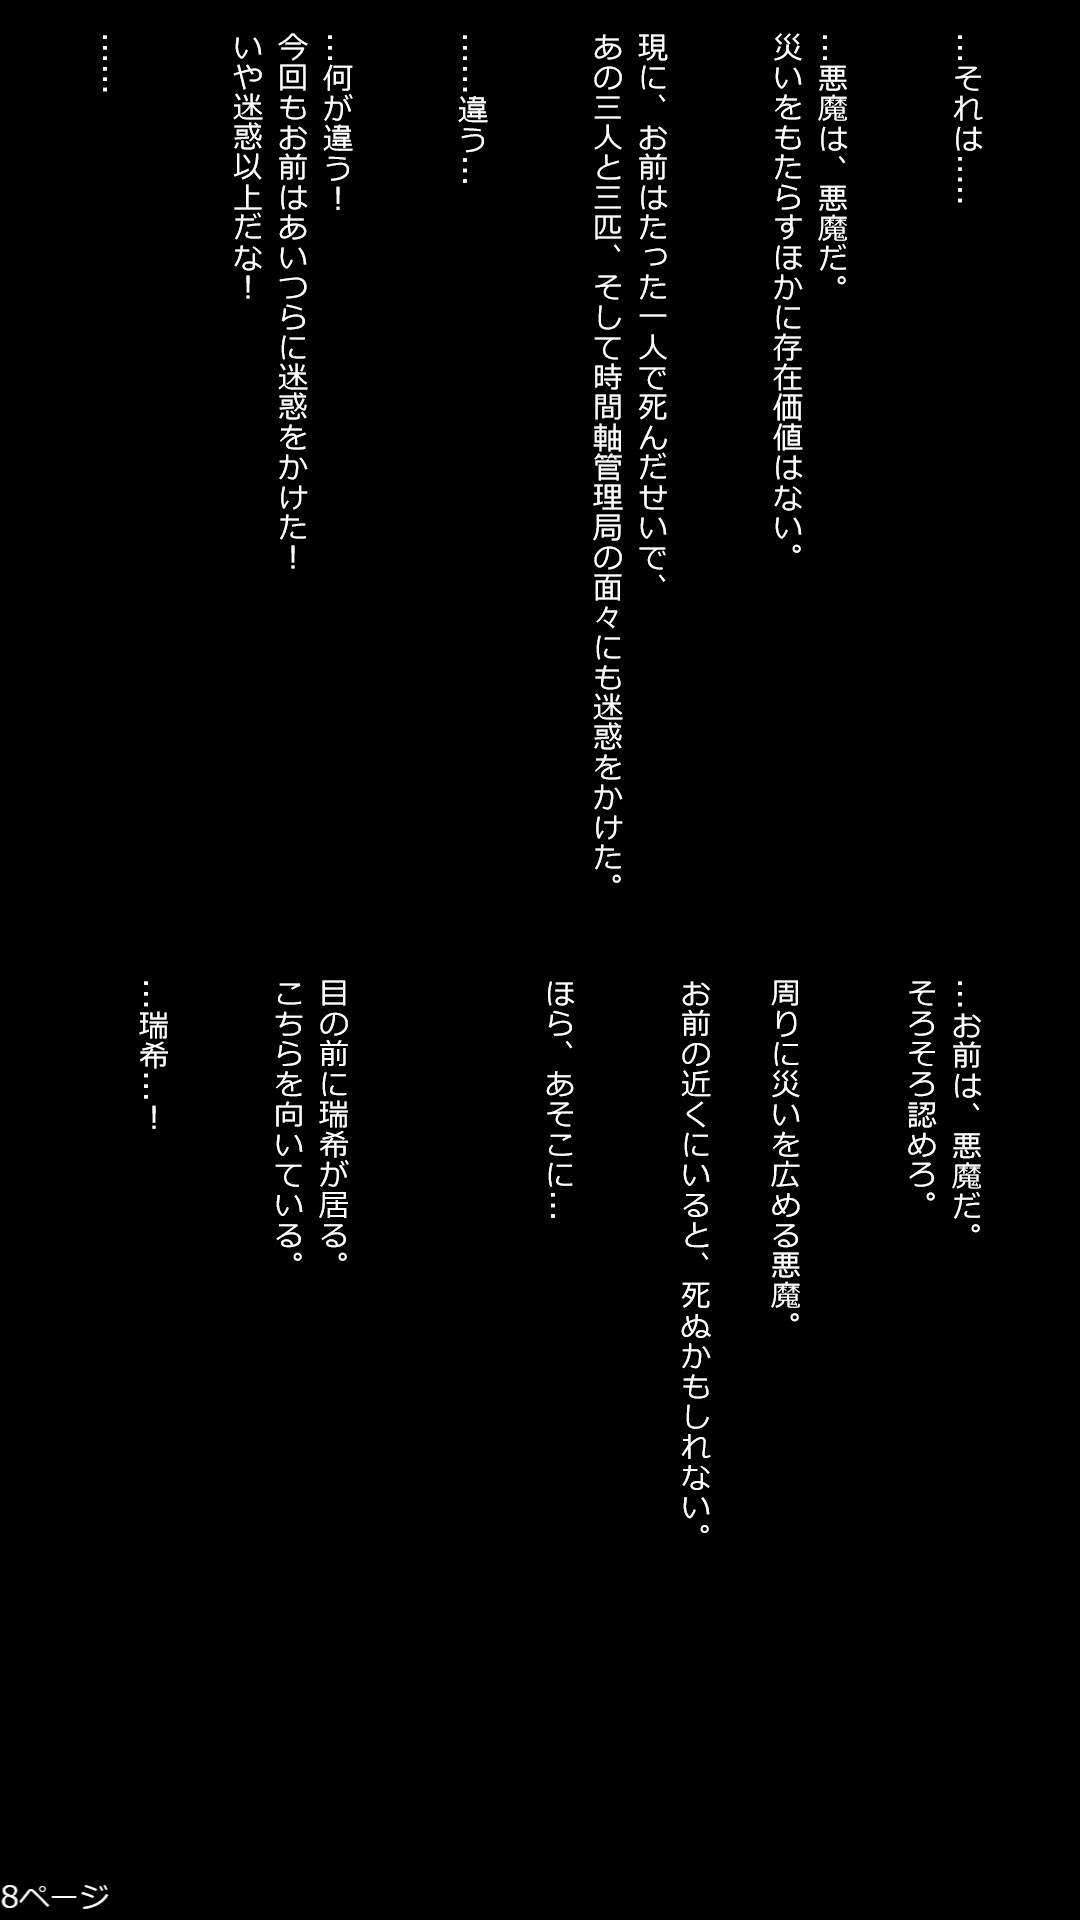 …それは……
…悪魔は、悪魔だ。
災いをもたらすほかに存在価値はない。
現に、お前はたった一人で死んだせいで、
あの三人と三匹、そして時間軸管理局の面々にも迷惑をかけた。
……違う…
…何が違う！
今回もお前はあいつらに迷惑をかけた！
いや迷惑以上だな！
……
…お前は、悪魔だ。
そろそろ認めろ。
周りに災いを広める悪魔。
お前の近くにいると、死ぬかもしれない。
ほら、あそこに…
目の前に瑞希が居る。
こちらを向いている。
…瑞希…！
8ページ